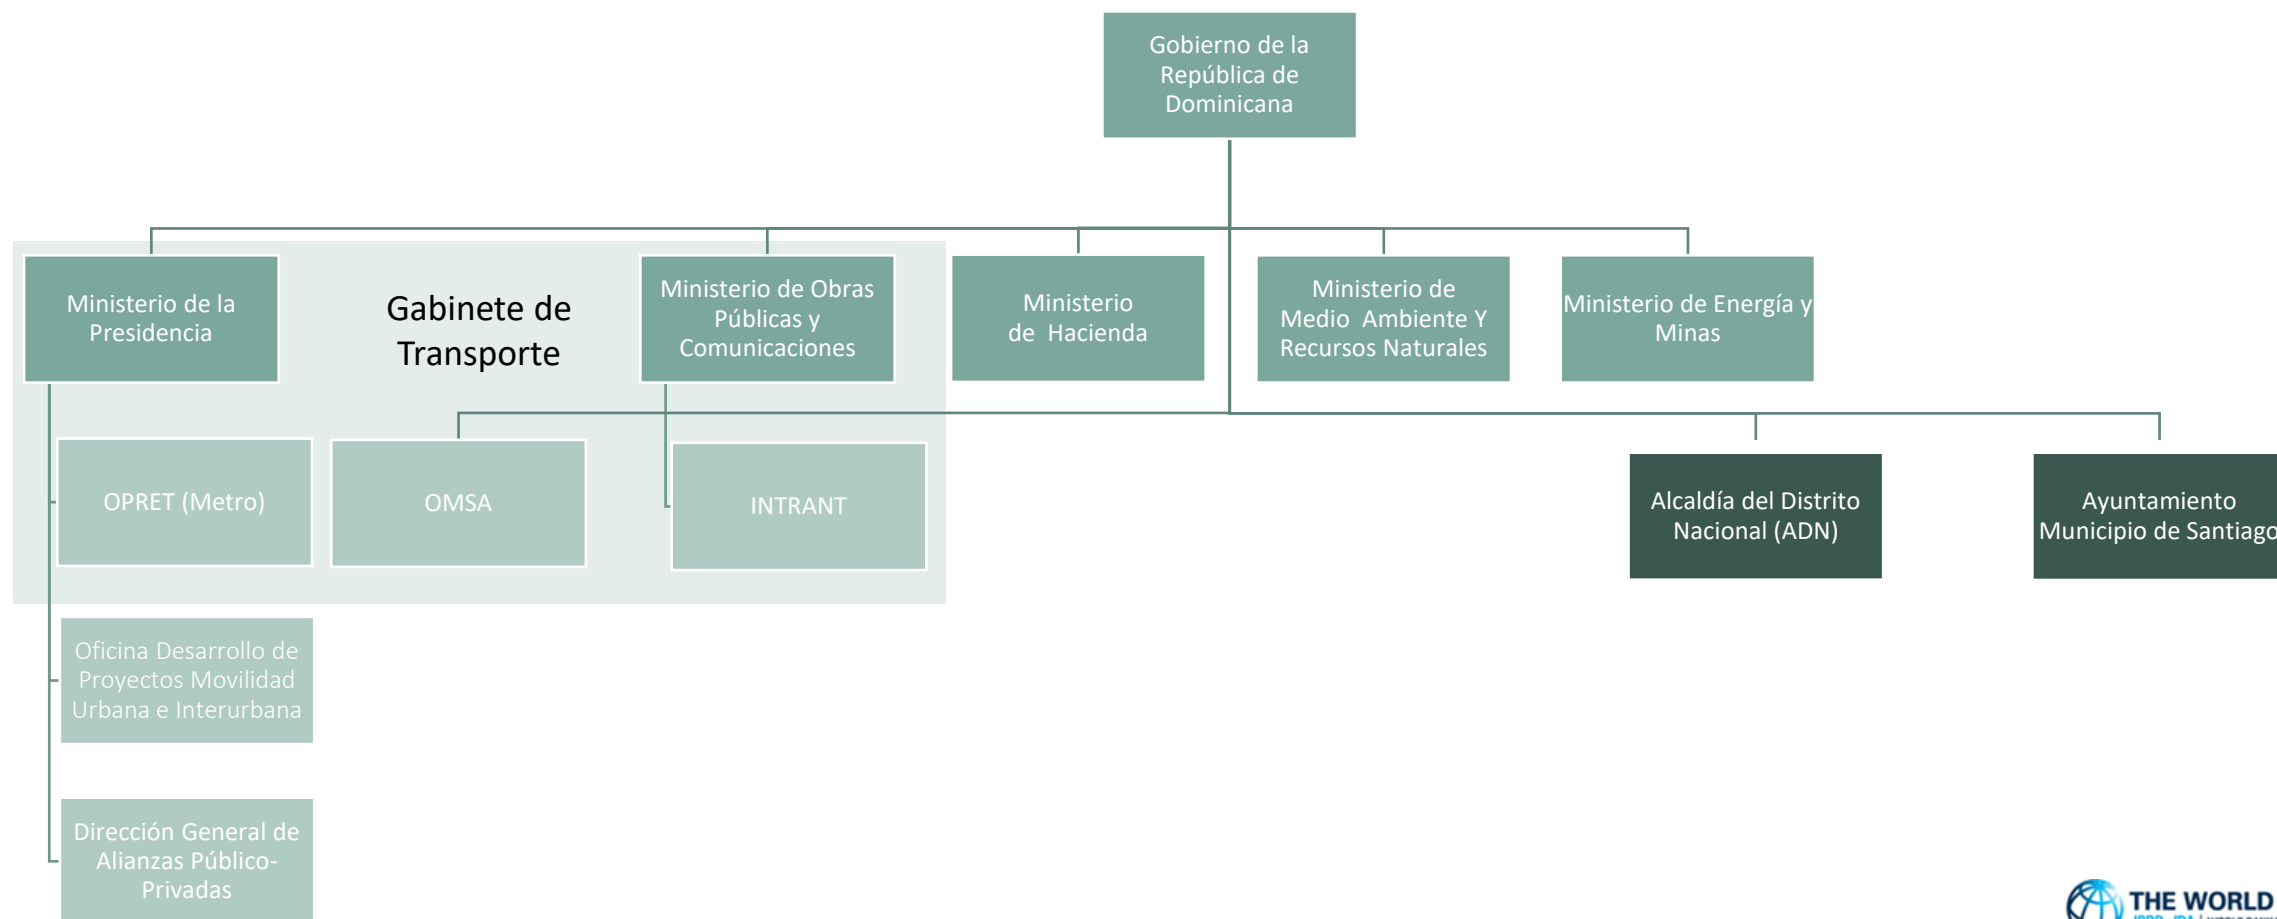 Gobierno de la
República de
Dominicana
Ministerio de la
Presidencia
Gabinete de
Transporte
Ministerio de Obras
Públicas y
Comunicaciones
Ministerio
de Hacienda
Ministerio de
Medio Ambiente Y
Recursos Naturales
Ministerio de Energía y
Minas
OPRET (Metro)
OMSA
INTRANT
Alcaldía del Distrito
Nacional (ADN)
Ayuntamiento
Municipio de Santiago
Oficina Desarrollo de
Proyectos Movilidad
Urbana e Interurbana
Dirección General de
Alianzas Público-
Privadas
THE WORLD